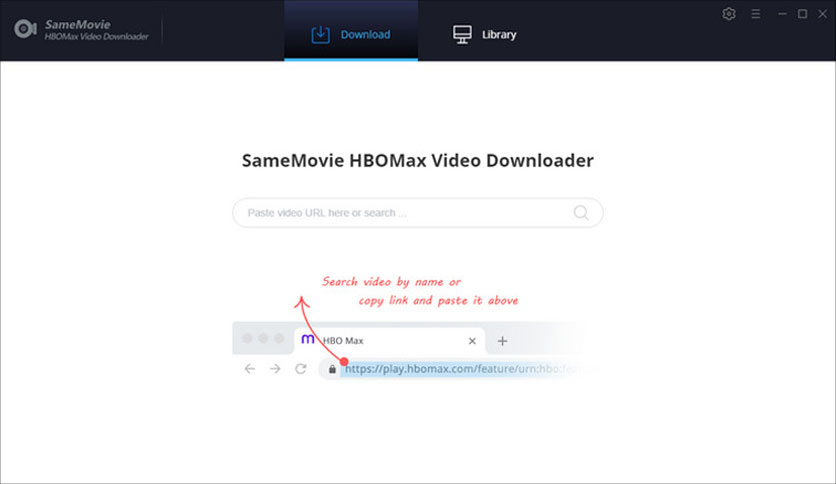 SameMovie
HBOMax Video Downloader
Download
Library
SameMovie HBOMax Video Downloader
Paste video URL here or search ...
Search video by name or
copy link and paste it above
HBO Max
https://play.hbomax.com/feature/urn:hbo:fea